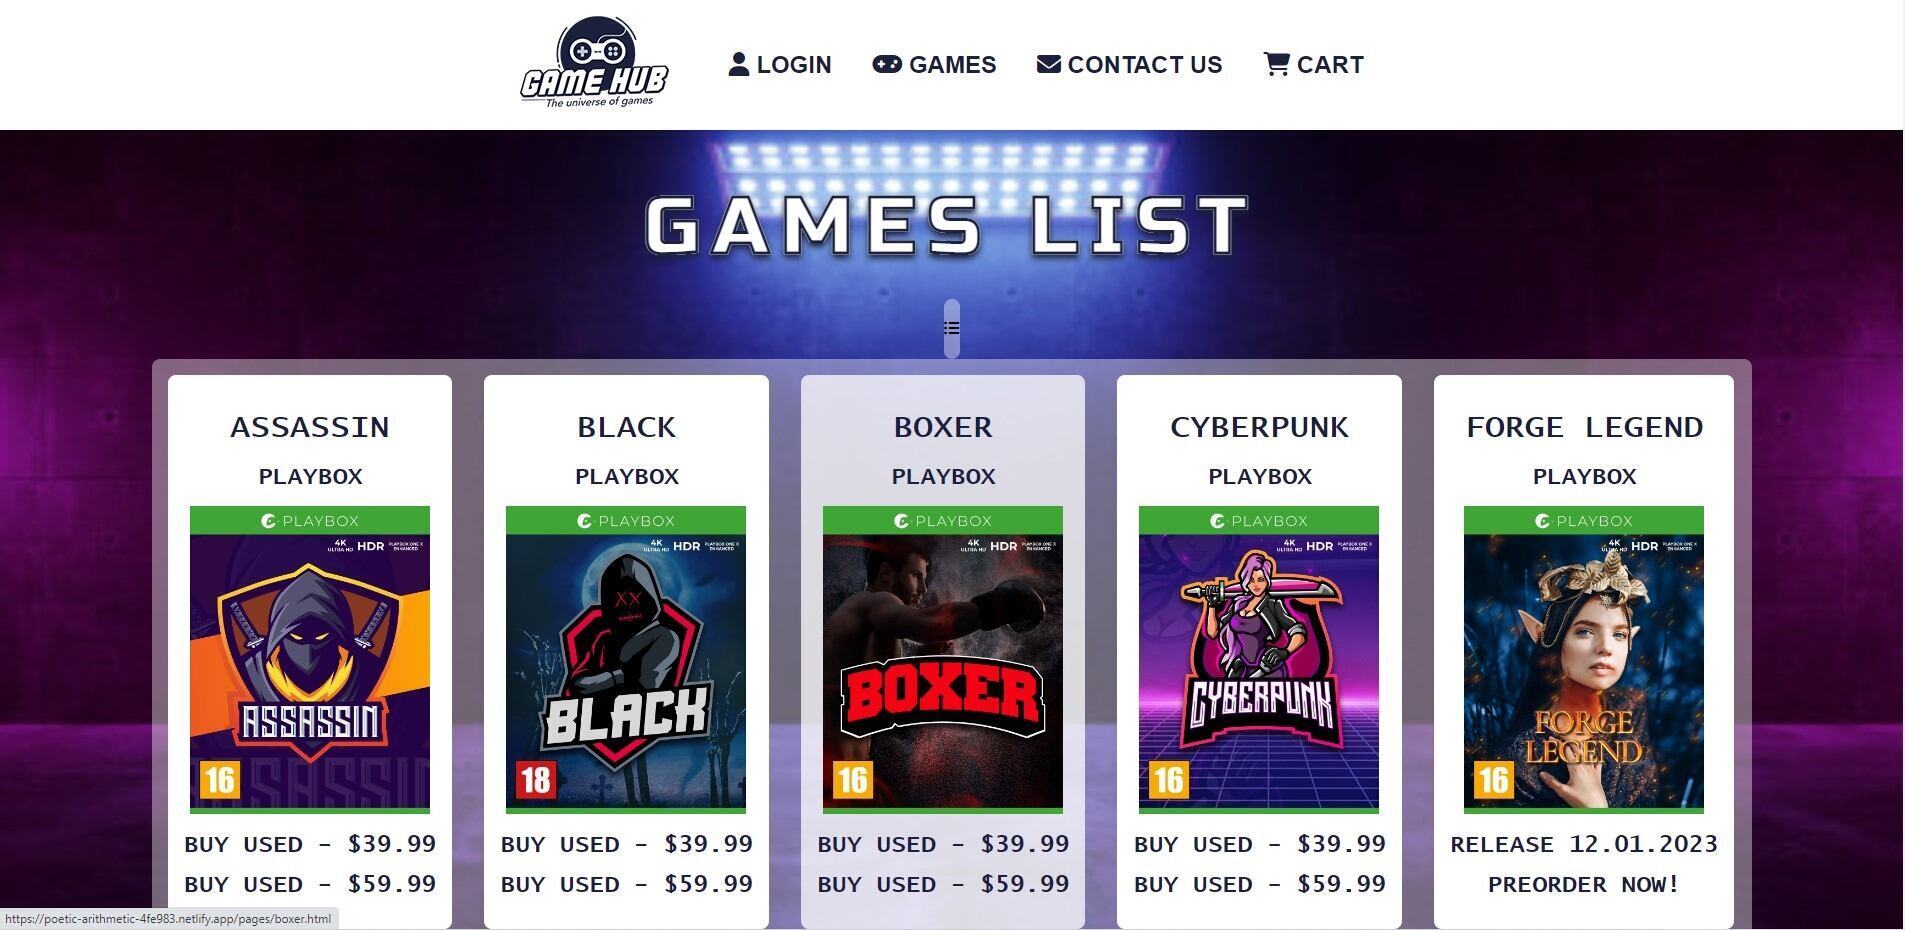 GAME HUB
The universe of games
LOGIN
GAMES
CONTACT US
CART
GAMES LIST
ASSASSIN
PLAYBOX
PLAYBOX
4K ULTRA HD HDR PLAYBOX ONE X ENHANCED
ASSASSIN
16
BUY USED - $39.99
BUY USED - $59.99
BLACK
PLAYBOX
PLAYBOX
4K ULTRA HD HDR PLAYBOX ONE X ENHANCED
XX
BLACK
18
BUY USED - $39.99
BUY USED - $59.99
BOXER
PLAYBOX
PLAYBOX
4K ULTRA HD HDR PLAYBOX ONE X ENHANCED
BOXER
16
BUY USED - $39.99
BUY USED - $59.99
CYBERPUNK
PLAYBOX
PLAYBOX
4K ULTRA HD HDR PLAYBOX ONE X ENHANCED
CYBERPUNK
16
BUY USED - $39.99
BUY USED - $59.99
FORGE LEGEND
PLAYBOX
PLAYBOX
4K ULTRA HD HDR PLAYBOX ONE X ENHANCED
FORGE
LEGEND
16
RELEASE 12.01.2023
PREORDER NOW!
https://poetic-arithmetic-4fe983.netlify.app/pages/boxer.html